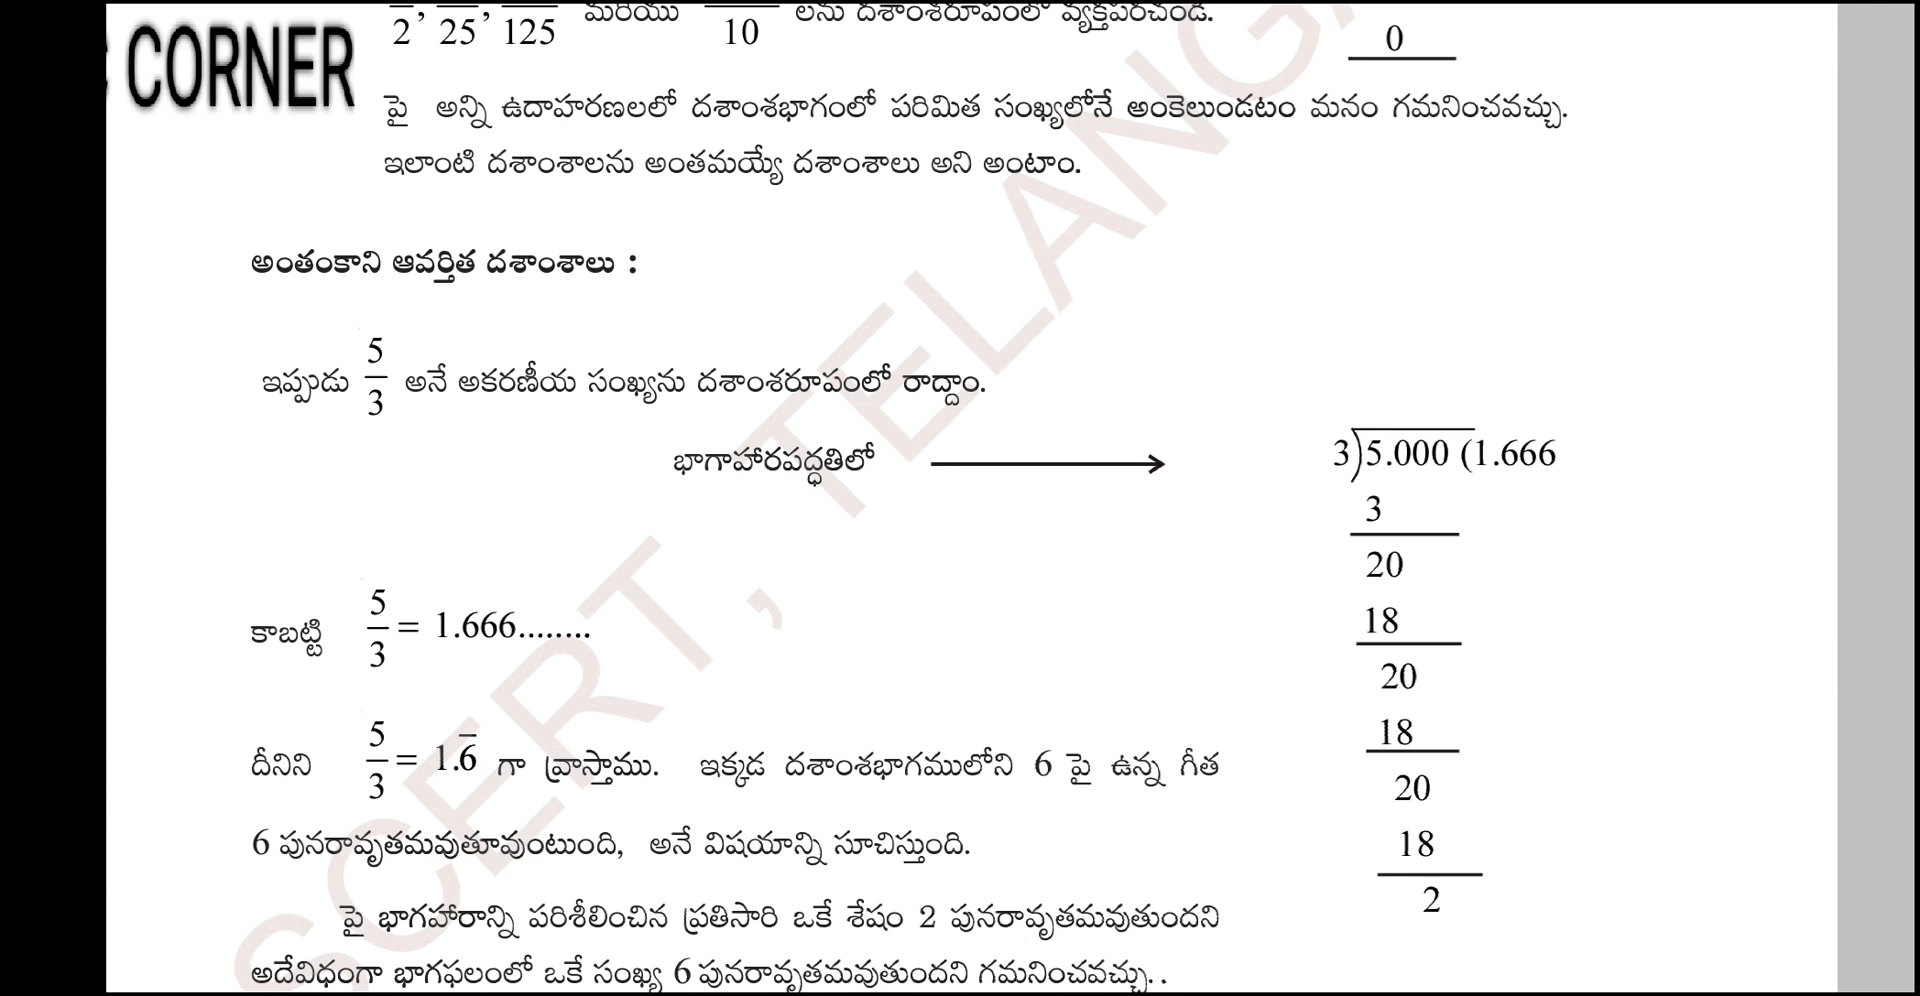 2, 25, 125 మరియు 10 లను దశాంశరూపంలో వ్యక్తపరచండి.
0
CORNER
పై అన్ని ఉదాహరణలలో దశాంశభాగంలో పరిమిత సంఖ్యలోనే అంకెలుండటం మనం గమనించవచ్చు.
ఇలాంటి దశాంశాలను అంతమయ్యే దశాంశాలు అని అంటాం.
అంతంకాని ఆవర్తిత దశాంశాలు :
ఇప్పుడు 5/3 అనే అకరణీయ సంఖ్యను దశాంశరూపంలో రాద్దాం.
భాగాహారపద్ధతిలో
3)5.000 (1.666
3
20
18
20
18
20
18
2
కాబట్టి 5/3 = 1.666........
దీనిని 5/3 = 1.6̅ గా వ్రాస్తాము. ఇక్కడ దశాంశభాగములోని 6 పై ఉన్న గీత
6 పునరావృతమవుతూవుంటుంది, అనే విషయాన్ని సూచిస్తుంది.
పై భాగహారాన్ని పరిశీలించిన ప్రతిసారి ఒకే శేషం 2 పునరావృతమవుతుందని
అదేవిధంగా భాగఫలంలో ఒకే సంఖ్య 6 పునరావృతమవుతుందని గమనించవచ్చు..
SCERT, TELANGA